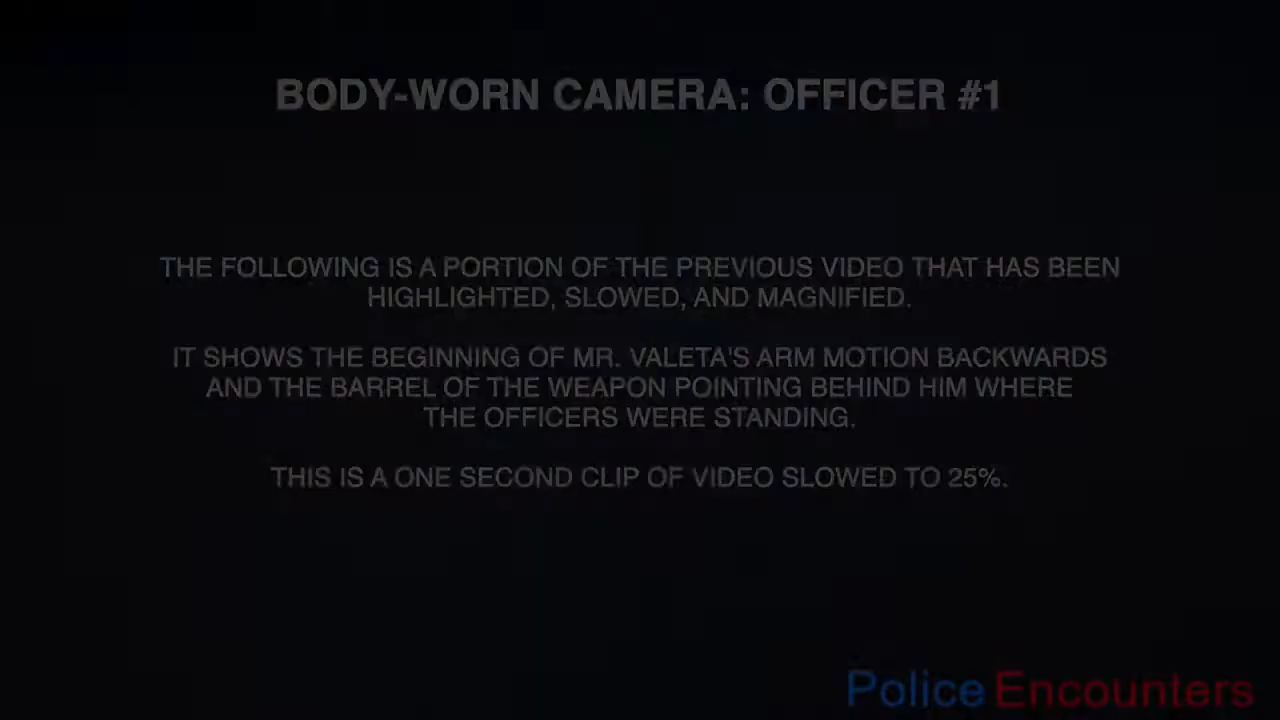 BODY-WORN CAMERA: OFFICER #1
THE FOLLOWING IS A PORTION OF THE PREVIOUS VIDEO THAT HAS BEEN
HIGHLIGHTED, SLOWED, AND MAGNIFIED.
IT SHOWS THE BEGINNING OF MR. VALETA'S ARM MOTION BACKWARDS
AND THE BARREL OF THE WEAPON POINTING BEHIND HIM WHERE
THE OFFICERS WERE STANDING.
THIS IS A ONE SECOND CLIP OF VIDEO SLOWED TO 25%.
Police Encounters